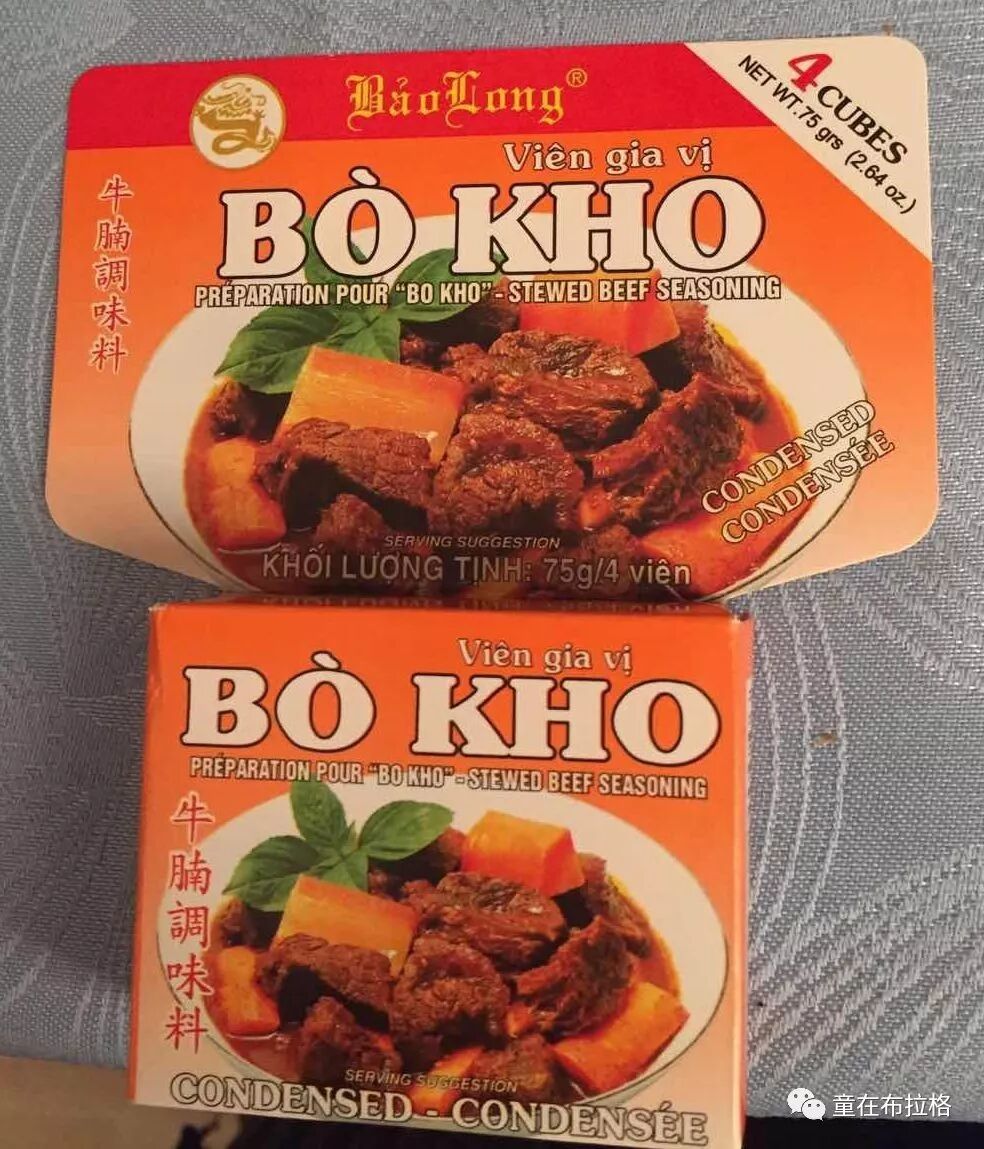 BảoLong®
4 CUBES
NET WT.75 grs (2.64 oz.)
Viên gia vị
BÒ KHO
PRÉPARATION POUR "BO KHO" - STEWED BEEF SEASONING
牛腩調味料
CONDENSED
CONDENSÉE
SERVING SUGGESTION
KHỐI LƯỢNG TỊNH: 75g/4 viên
Viên gia vị
BÒ KHO
PRÉPARATION POUR "BO KHO" - STEWED BEEF SEASONING
牛腩調味料
SERVING SUGGESTION
CONDENSED - CONDENSÉE
童在布拉格